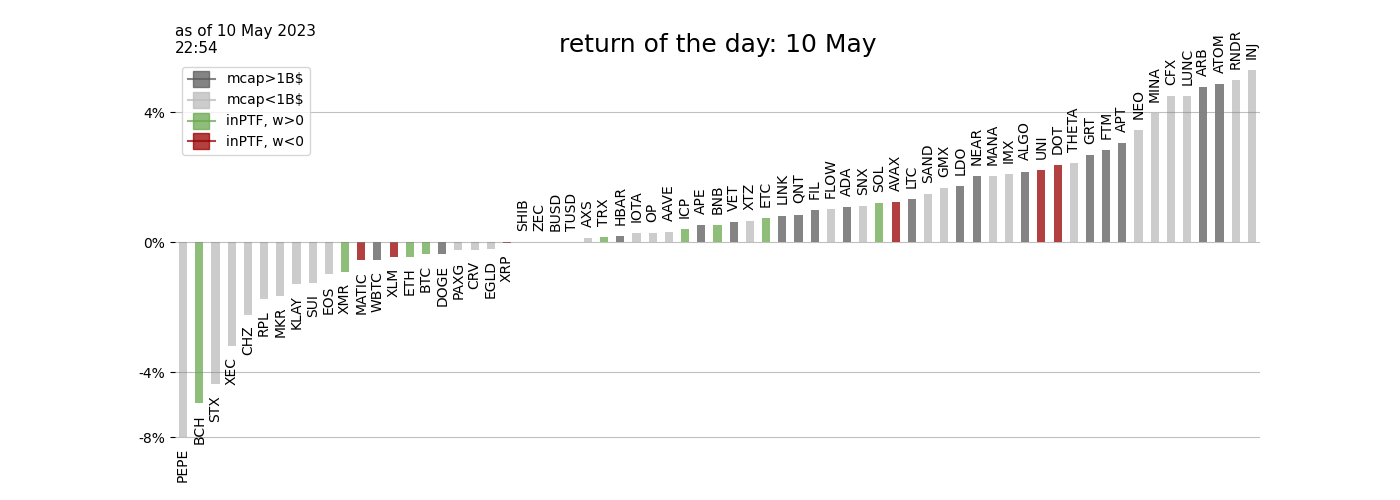 as of 10 May 2023
22:54
return of the day: 10 May
mcap>1B$
mcap<1B$
inPTF, w>0
inPTF, w<0
4%
0%
-4%
-8%
PEPE
BCH
STX
XEC
CHZ
RPL
MKR
KLAY
SUI
EOS
XMR
MATIC
WBTC
XLM
ETH
BTC
DOGE
PAXG
CRV
EGLD
XRP
SHIB
ZEC
BUSD
TUSD
AXS
TRX
HBAR
IOTA
OP
AAVE
ICP
APE
BNB
VET
XTZ
ETC
LINK
QNT
FIL
FLOW
ADA
SNX
SOL
AVAX
LTC
SAND
GMX
LDO
NEAR
MANA
IMX
ALGO
UNI
DOT
THETA
GRT
FTM
APT
NEO
MINA
CFX
LUNC
ARB
ATOM
RNDR
INJ